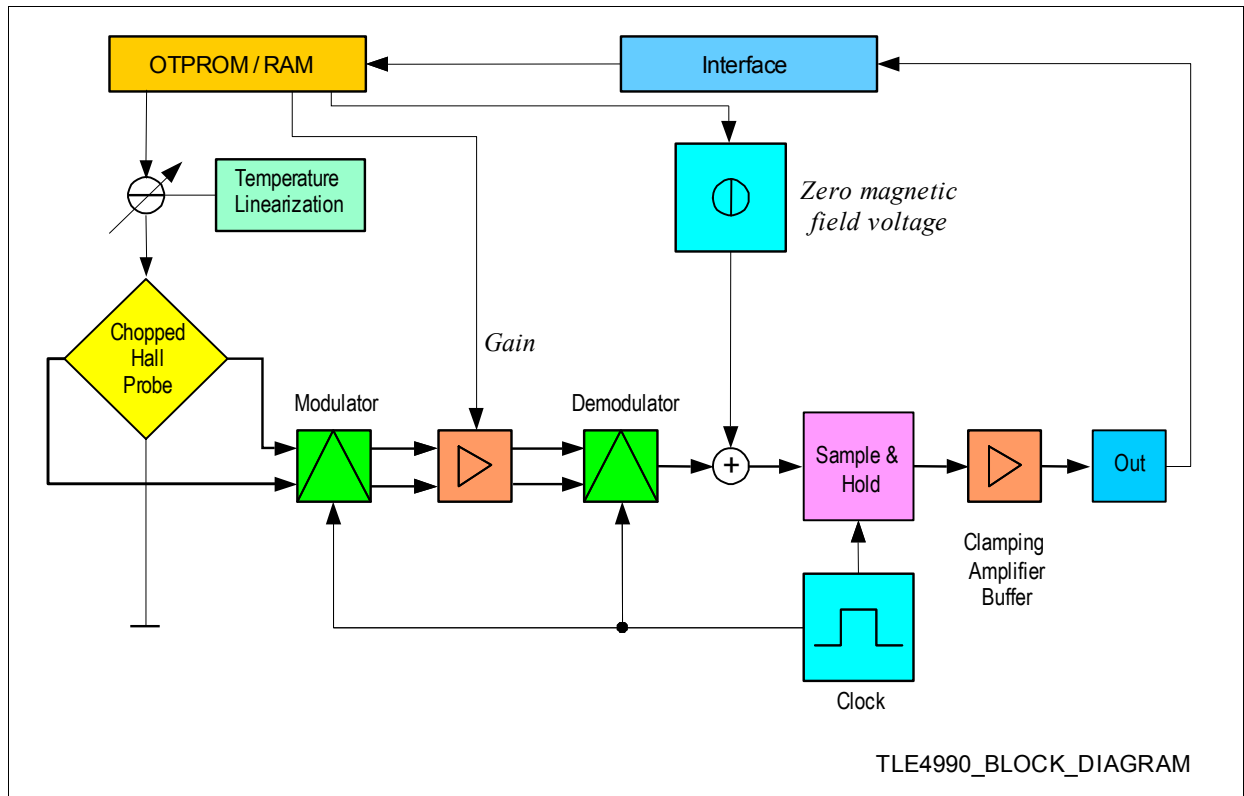 OTPROM / RAM
Interface
Temperature
Linearization
Zero magnetic
field voltage
Chopped
Hall
Probe
Gain
Modulator
Demodulator
+
Sample &
Hold
Out
Clamping
Amplifier
Buffer
Clock
TLE4990_BLOCK_DIAGRAM